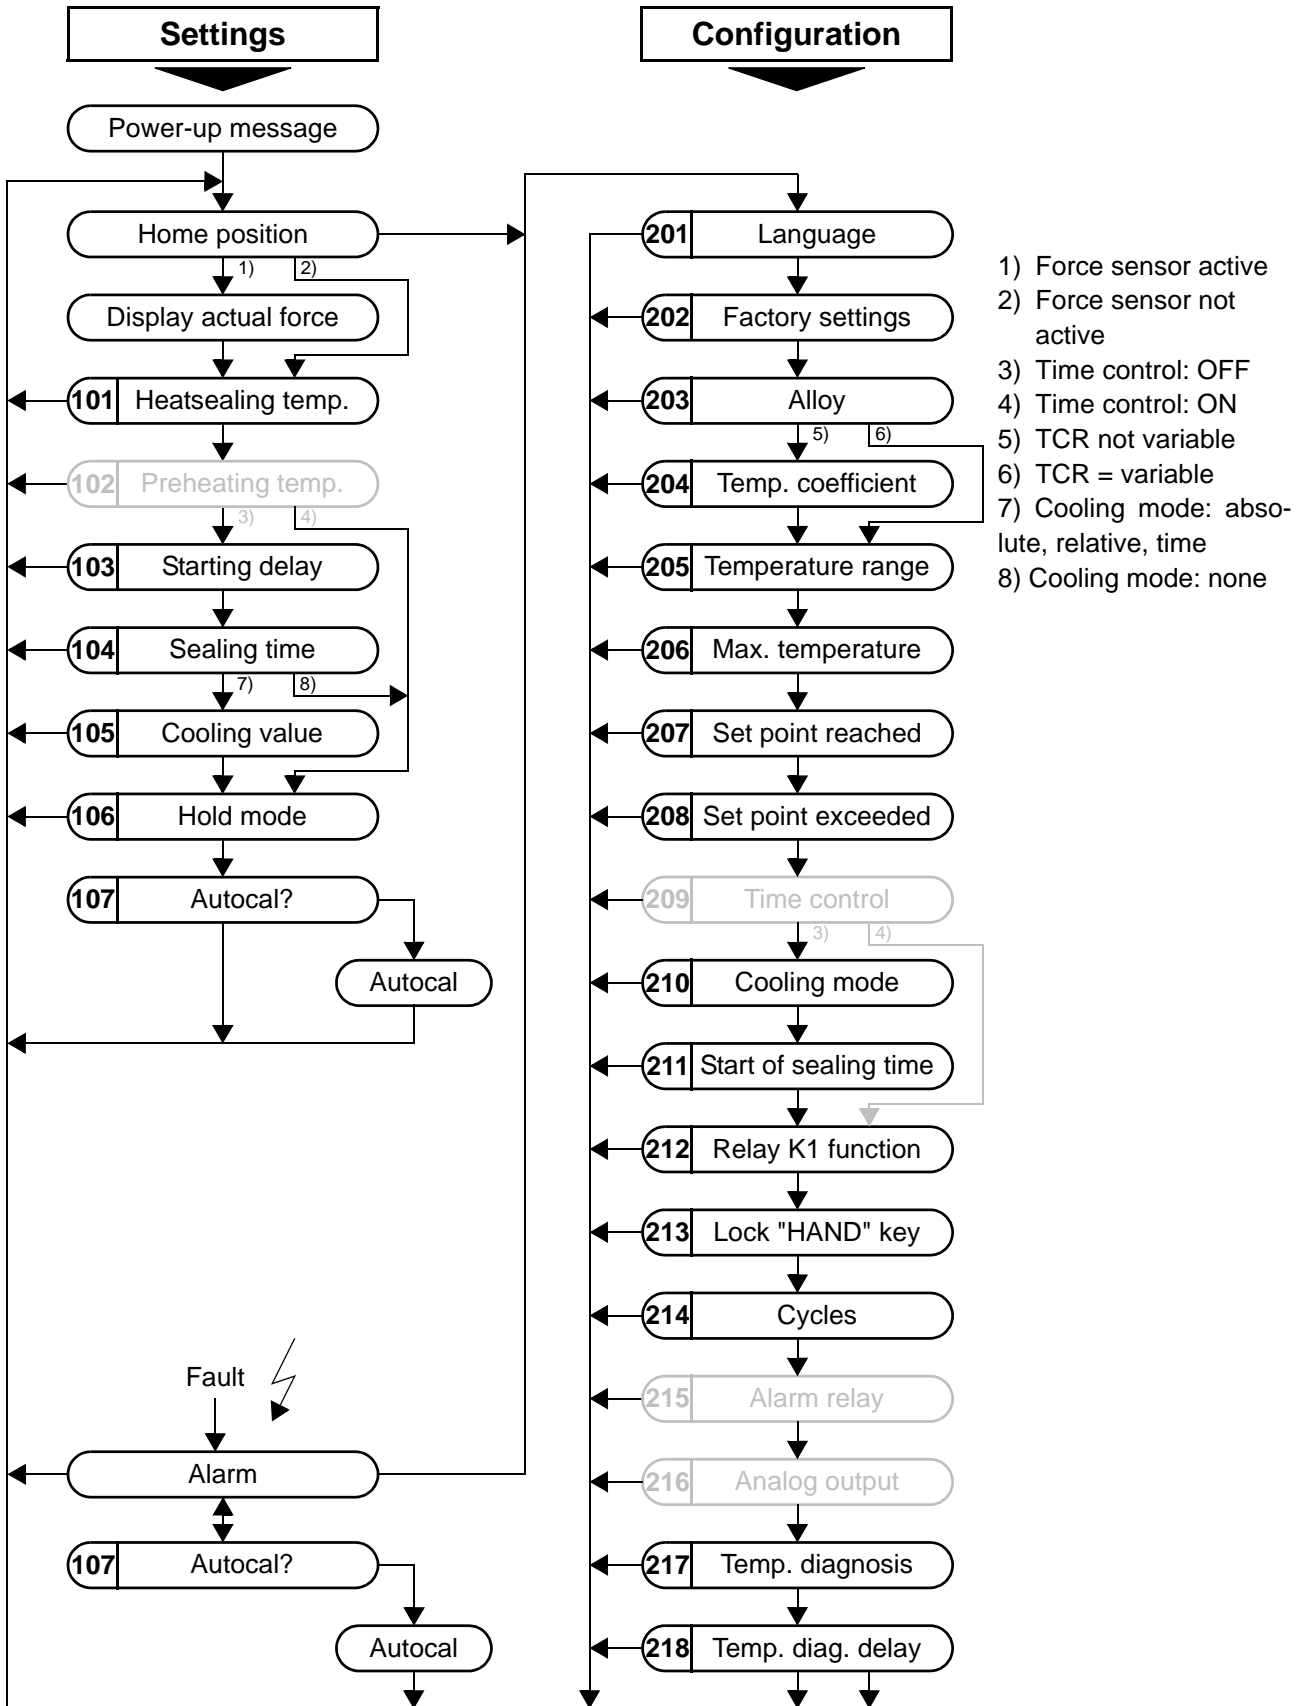 Settings
Power-up message
Home position
1) 2)
Display actual force
101 Heatsealing temp.
102 Preheating temp.
3) 4)
103 Starting delay
104 Sealing time
7) 8)
105 Cooling value
106 Hold mode
107 Autocal?
Autocal
Fault
Alarm
107 Autocal?
Autocal
Configuration
201 Language
202 Factory settings
203 Alloy
5) 6)
204 Temp. coefficient
205 Temperature range
206 Max. temperature
207 Set point reached
208 Set point exceeded
209 Time control
3) 4)
210 Cooling mode
211 Start of sealing time
212 Relay K1 function
213 Lock "HAND" key
214 Cycles
215 Alarm relay
216 Analog output
217 Temp. diagnosis
218 Temp. diag. delay
1) Force sensor active
2) Force sensor not
active
3) Time control: OFF
4) Time control: ON
5) TCR not variable
6) TCR = variable
7) Cooling mode: abso-
lute, relative, time
8) Cooling mode: none